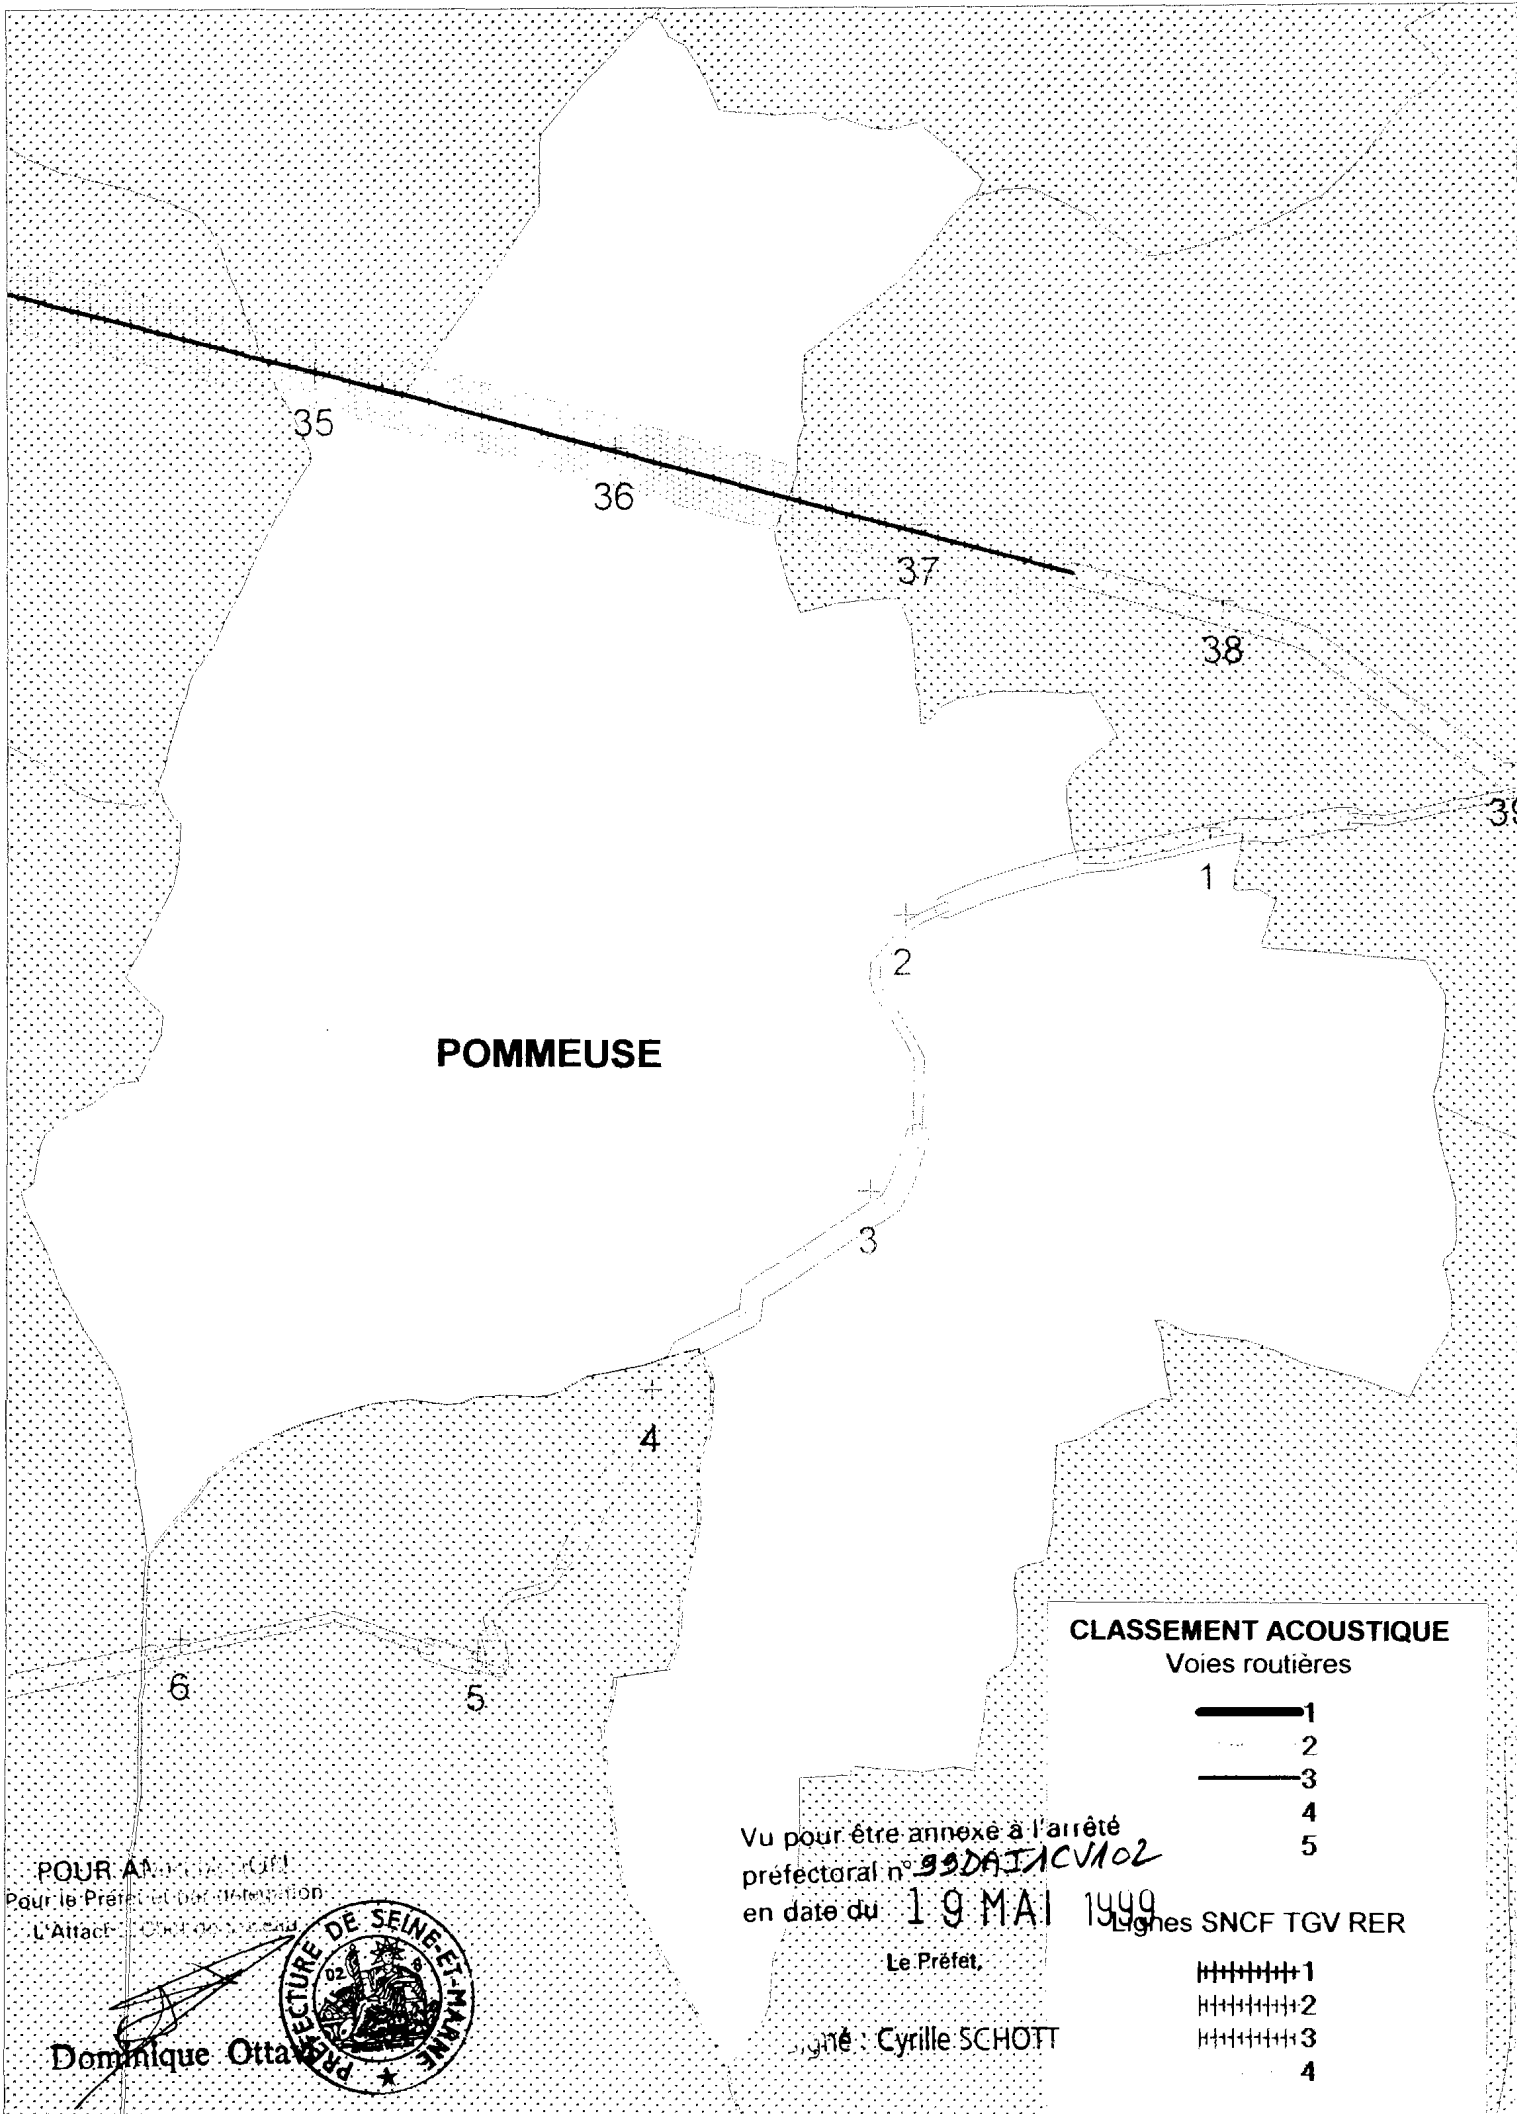 35
36
37
38
1
2
POMMEUSE
3
4
6
5
CLASSEMENT ACOUSTIQUE
Voies routières
1
2
3
4
5
Lignes SNCF TGV RER
1
2
3
4
Vu pour être annexé à l'arrêté
préfectoral n° 99DAI1CV102
en date du 19 MAI 1999
Le Préfet,
Cyrille SCHOTT
POUR
Pour le Préfet et par délégation
Dominique
PRÉFECTURE DE SEINE-ET-MARNE